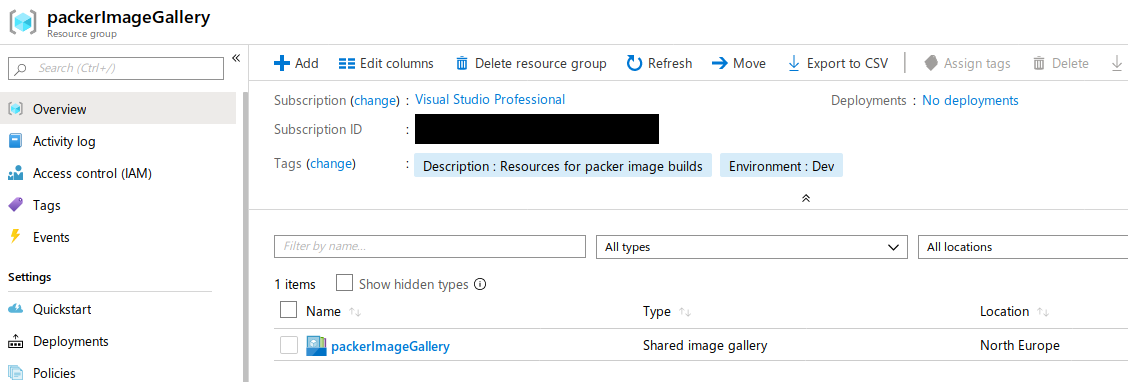 packerImageGallery
Resource group
Search (Ctrl+/)
Overview
Activity log
Access control (IAM)
Tags
Events
Settings
Quickstart
Deployments
Policies
Add Edit columns Delete resource group Refresh Move Export to CSV Assign tags Delete
Subscription (change) : Visual Studio Professional
Deployments : No deployments
Subscription ID :
Tags (change) : Description : Resources for packer image builds Environment : Dev
Filter by name... All types All locations
1 items Show hidden types
Name Type Location
packerImageGallery Shared image gallery North Europe